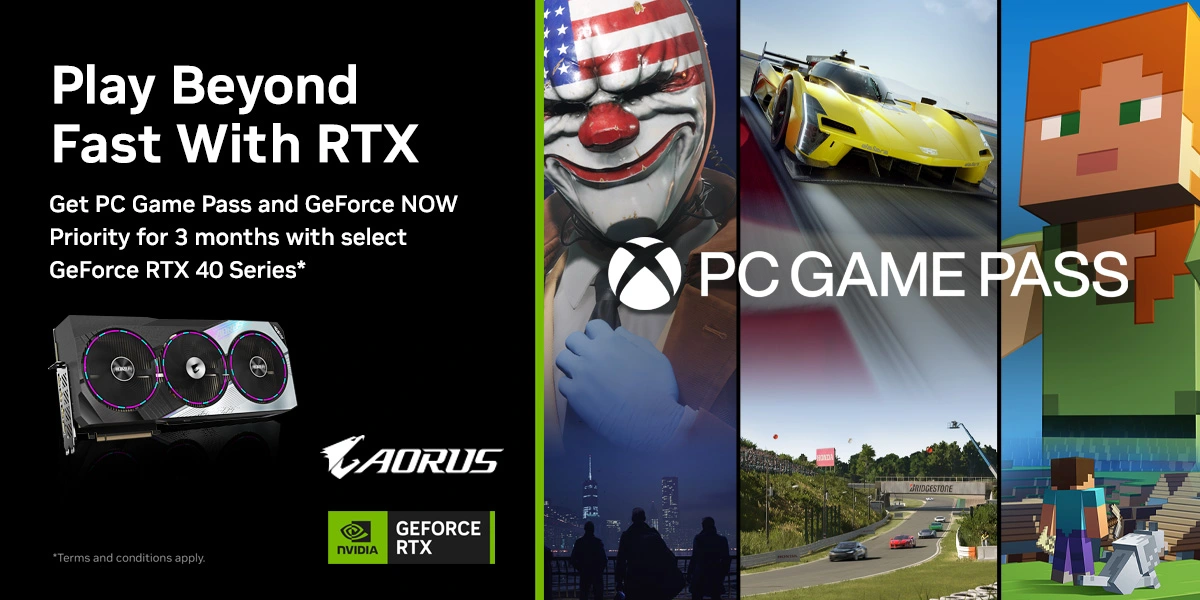 Play Beyond
Fast With RTX
Get PC Game Pass and GeForce NOW
Priority for 3 months with select
GeForce RTX 40 Series*
AORUS
NVIDIA
GEFORCE
RTX
*Terms and conditions apply.
PC GAME PASS
HONDA
BRIDGESTONE